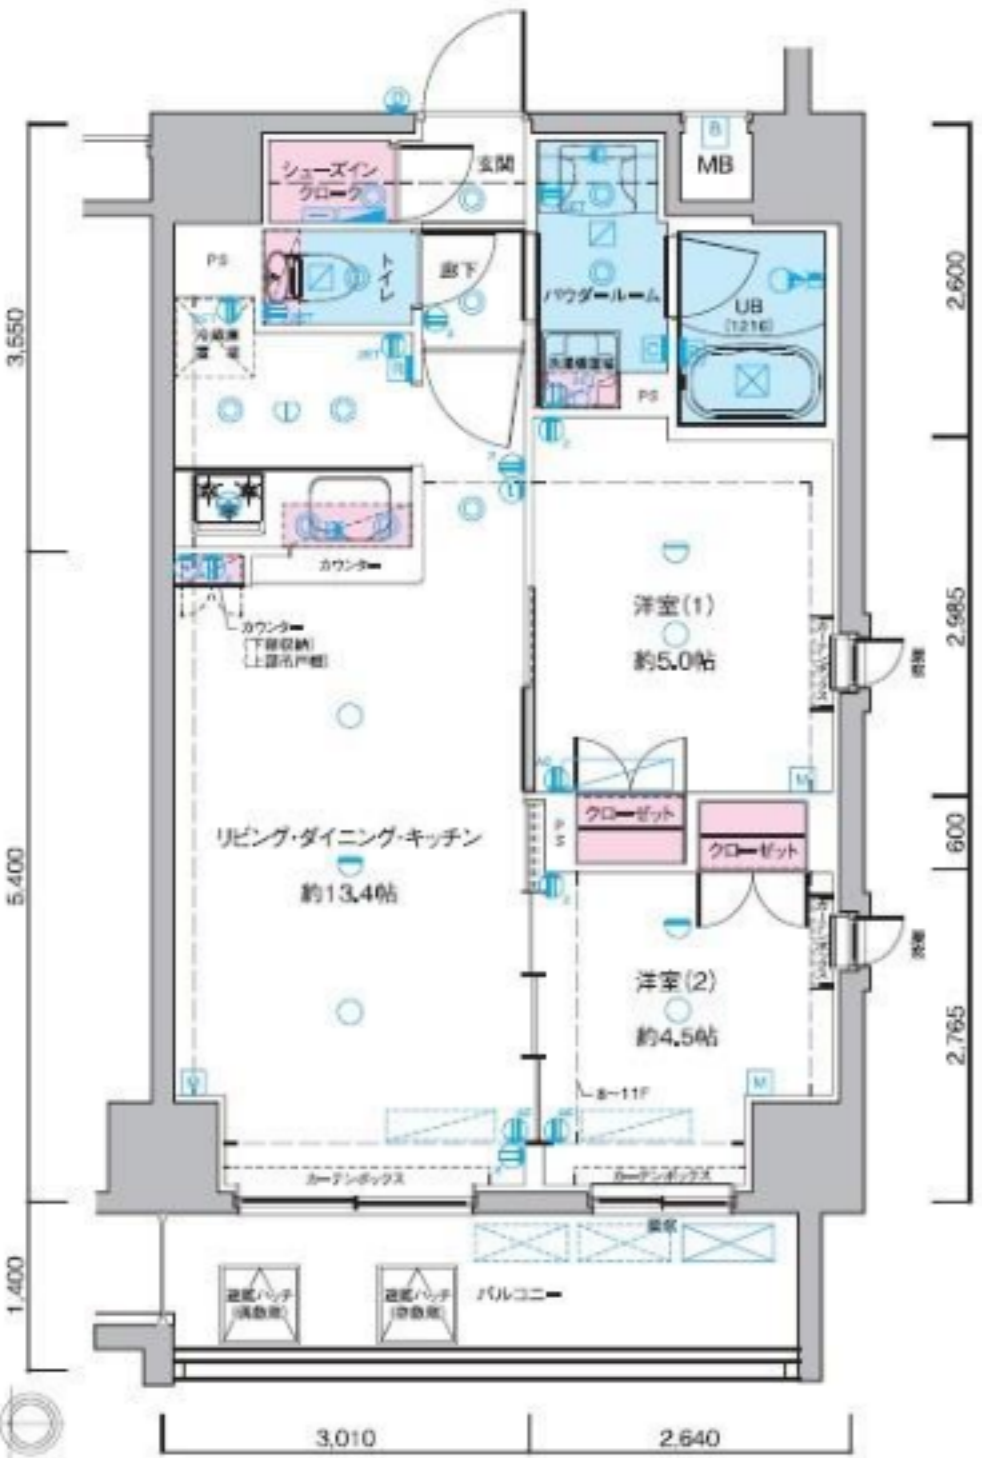 シューズイン
クローク
玄関
MB
B
PS
トイレ
廊下
パウダールーム
UB
(1216)
冷蔵庫
置場
洗濯機置場
PS
R
C
カウンター
カウンター
(下部収納)
(上部吊戸棚)
洋室(1)
約5.0帖
M
クローゼット
PS
クローゼット
リビング・ダイニング・キッチン
約13.4帖
洋室(2)
約4.5帖
8〜11F
M
カーテンボックス
カーテンボックス
バルコニー
避難ハッチ
(偶数階)
避難ハッチ
(奇数階)
3,550
5,400
1,400
2,600
2,985
600
2,765
3,010
2,640